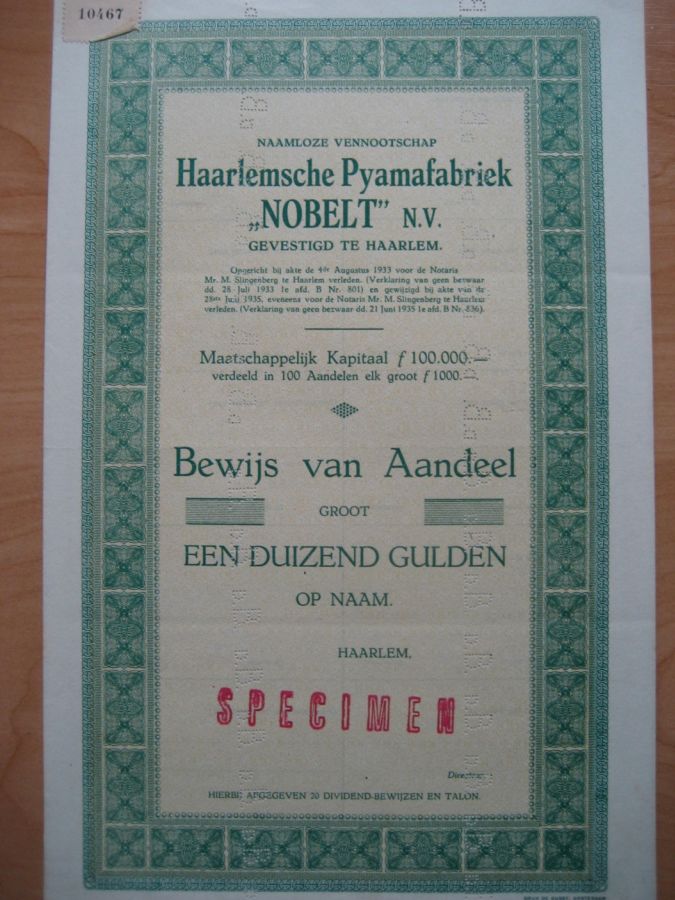 10467
NAAMLOZE VENNOOTSCHAP
Haarlemsche Pyamafabriek
„NOBELT” N.V.
GEVESTIGD TE HAARLEM.
Opgericht bij akte de 4de Augustus 1933 voor de Notaris
Mr. M. Slingenberg te Haarlem verleden. (Verklaring van geen bezwaar
dd. 28 Juli 1933 1e afd. B Nr. 801) en gewijzigd bij akte van de
28sten Juni 1935, eveneens voor de Notaris Mr. M. Slingenberg te Haarlem
verleden. (Verklaring van geen bezwaar dd. 21 Juni 1935 1e afd. B Nr. 836).
Maatschappelijk Kapitaal f 100.000.—
verdeeld in 100 Aandelen elk groot f 1000.—.
Bewijs van Aandeel
GROOT
EEN DUIZEND GULDEN
OP NAAM.
HAARLEM,
SPECIMEN
Directeur.
HIERBIJ AFGEGEVEN 20 DIVIDEND-BEWIJZEN EN TALON.